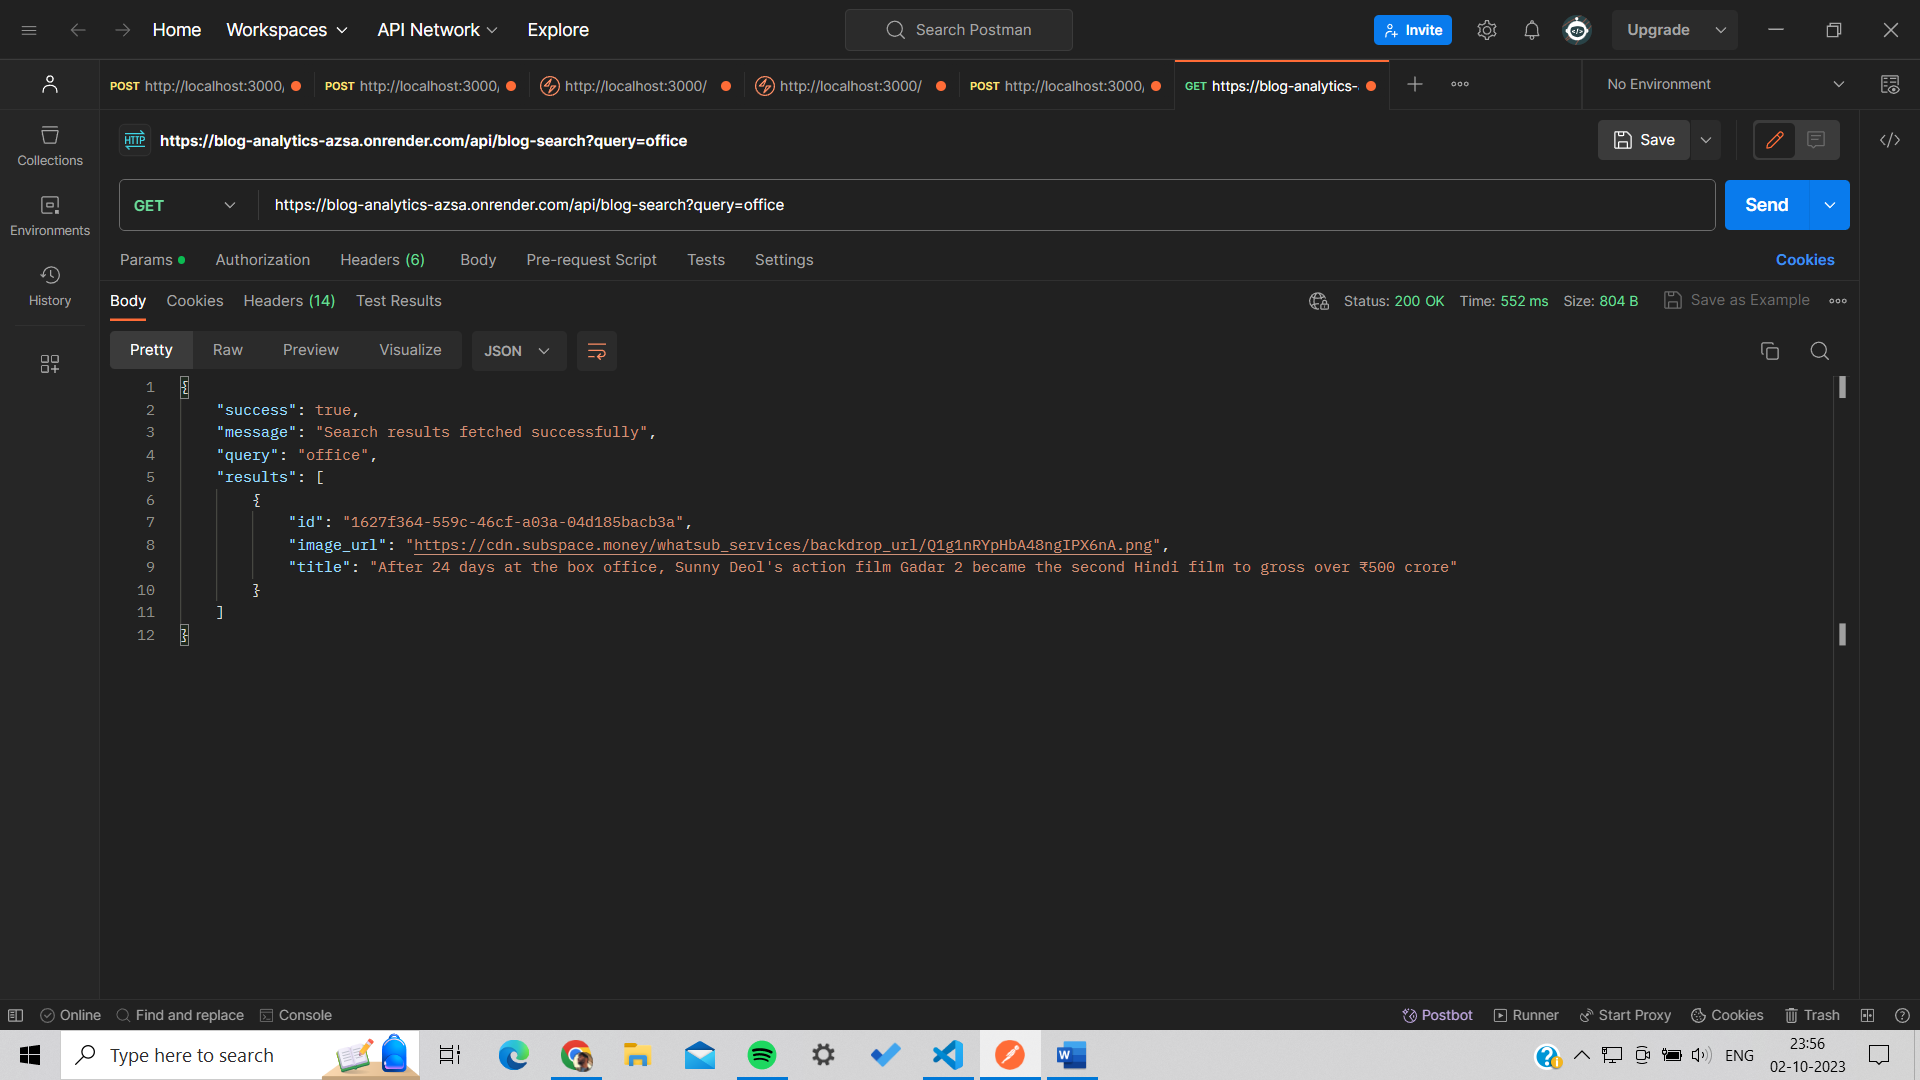 Home Workspaces API Network Explore Search Postman Invite Upgrade
POST http://localhost:3000/ POST http://localhost:3000/ http://localhost:3000/ http://localhost:3000/ POST http://localhost:3000/ GET https://blog-analytics- No Environment
HTTP https://blog-analytics-azsa.onrender.com/api/blog-search?query=office Save
Collections
GET https://blog-analytics-azsa.onrender.com/api/blog-search?query=office Send
Environments
Params Authorization Headers (6) Body Pre-request Script Tests Settings Cookies
History
Body Cookies Headers (14) Test Results Status: 200 OK Time: 552 ms Size: 804 B Save as Example
Pretty Raw Preview Visualize JSON
1 {
2 "success": true,
3 "message": "Search results fetched successfully",
4 "query": "office",
5 "results": [
6 {
7 "id": "1627f364-559c-46cf-a03a-04d185bacb3a",
8 "image_url": "https://cdn.subspace.money/whatsub_services/backdrop_url/Q1g1nRYpHbA48ngIPX6nA.png",
9 "title": "After 24 days at the box office, Sunny Deol's action film Gadar 2 became the second Hindi film to gross over ₹500 crore"
10 }
11 ]
12 }
Online Find and replace Console Postbot Runner Start Proxy Cookies Trash
Type here to search ENG 23:56
02-10-2023